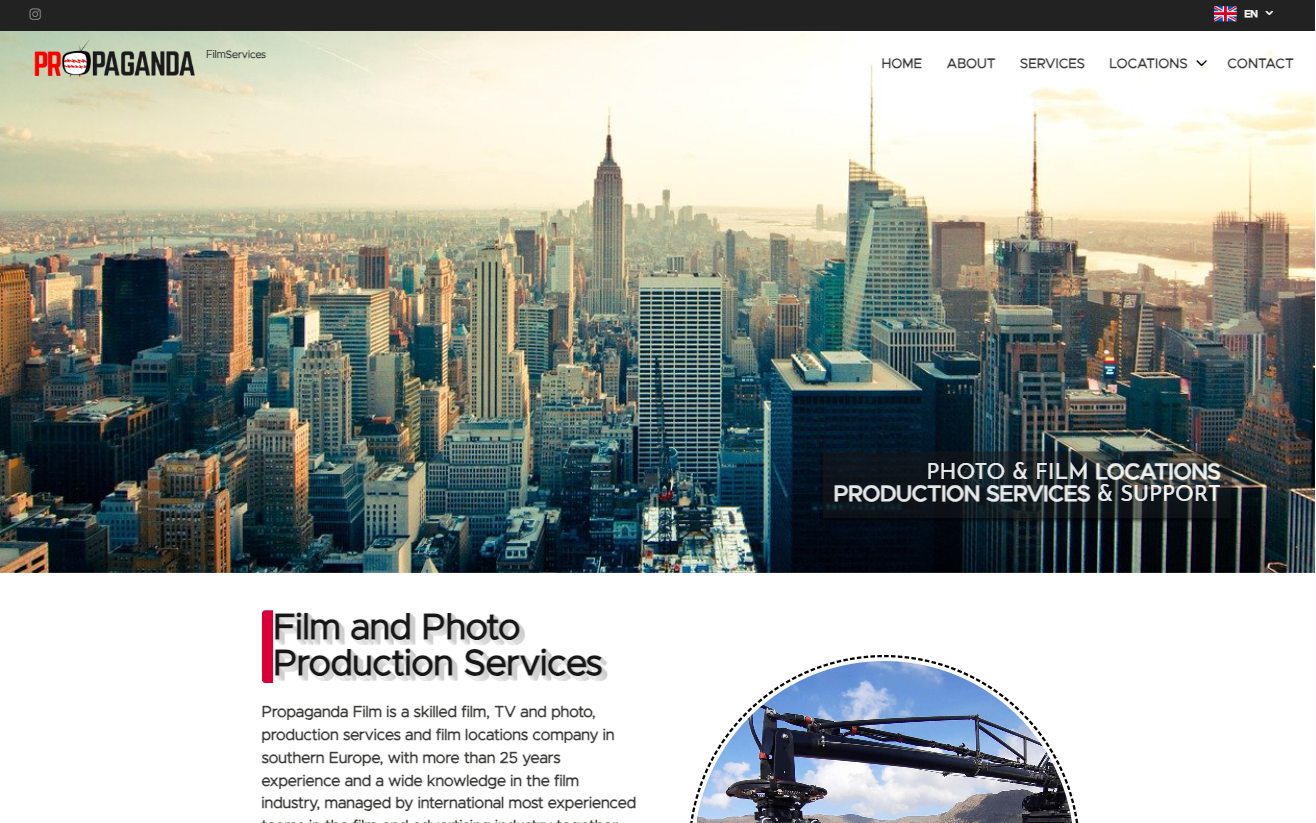 EN
PROPAGANDA FilmServices
HOME ABOUT SERVICES LOCATIONS CONTACT
PHOTO & FILM LOCATIONS
PRODUCTION SERVICES & SUPPORT
Film and Photo
Production Services
Propaganda Film is a skilled film, TV and photo,
production services and film locations company in
southern Europe, with more than 25 years
experience and a wide knowledge in the film
industry, managed by international most experienced